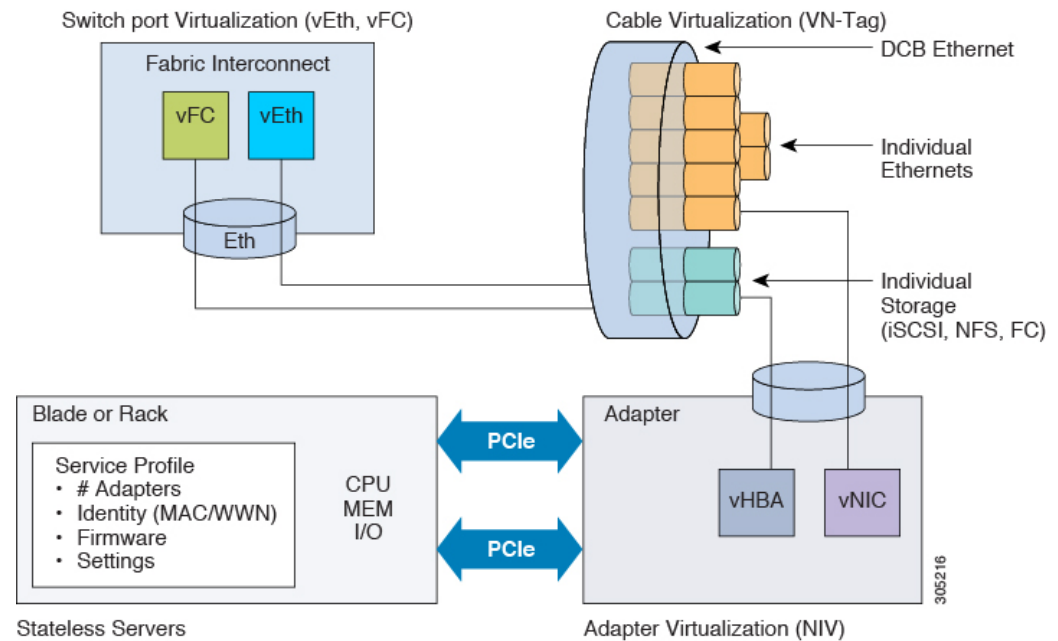 Switch port Virtualization (vEth, vFC)
Cable Virtualization (VN-Tag)
DCB Ethernet
Fabric Interconnect
vFC
vEth
Eth
Individual
Ethernets
Individual
Storage
(iSCSI, NFS, FC)
Blade or Rack
Service Profile
• # Adapters
• Identity (MAC/WWN)
• Firmware
• Settings
CPU
MEM
I/O
PCIe
PCIe
Adapter
vHBA
vNIC
305216
Stateless Servers
Adapter Virtualization (NIV)